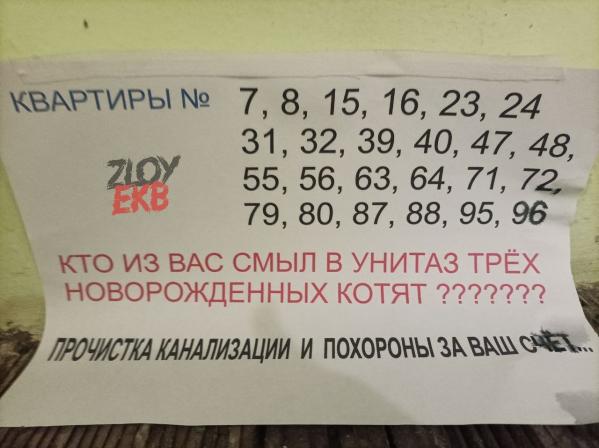 КВАРТИРЫ № 7, 8, 15, 16, 23, 24
31, 32, 39, 40, 47, 48,
55, 56, 63, 64, 71, 72,
79, 80, 87, 88, 95, 96
ZLOY
EKB
КТО ИЗ ВАС СМЫЛ В УНИТАЗ ТРЁХ
НОВОРОЖДЕННЫХ КОТЯТ ???????
ПРОЧИСТКА КАНАЛИЗАЦИИ И ПОХОРОНЫ ЗА ВАШ СЧЁТ...